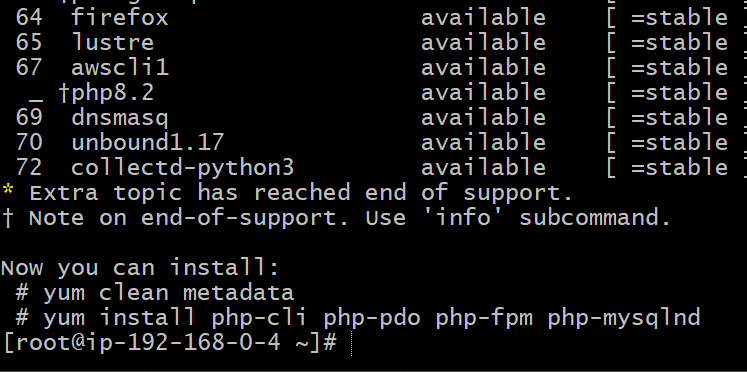 64 firefox available [ =stable ]
65 lustre available [ =stable ]
67 awscli1 available [ =stable ]
_ †php8.2 available [ =stable ]
69 dnsmasq available [ =stable ]
70 unbound1.17 available [ =stable ]
72 collectd-python3 available [ =stable ]
* Extra topic has reached end of support.
† Note on end-of-support. Use 'info' subcommand.
Now you can install:
# yum clean metadata
# yum install php-cli php-pdo php-fpm php-mysqlnd
[root@ip-192-168-0-4 ~]#